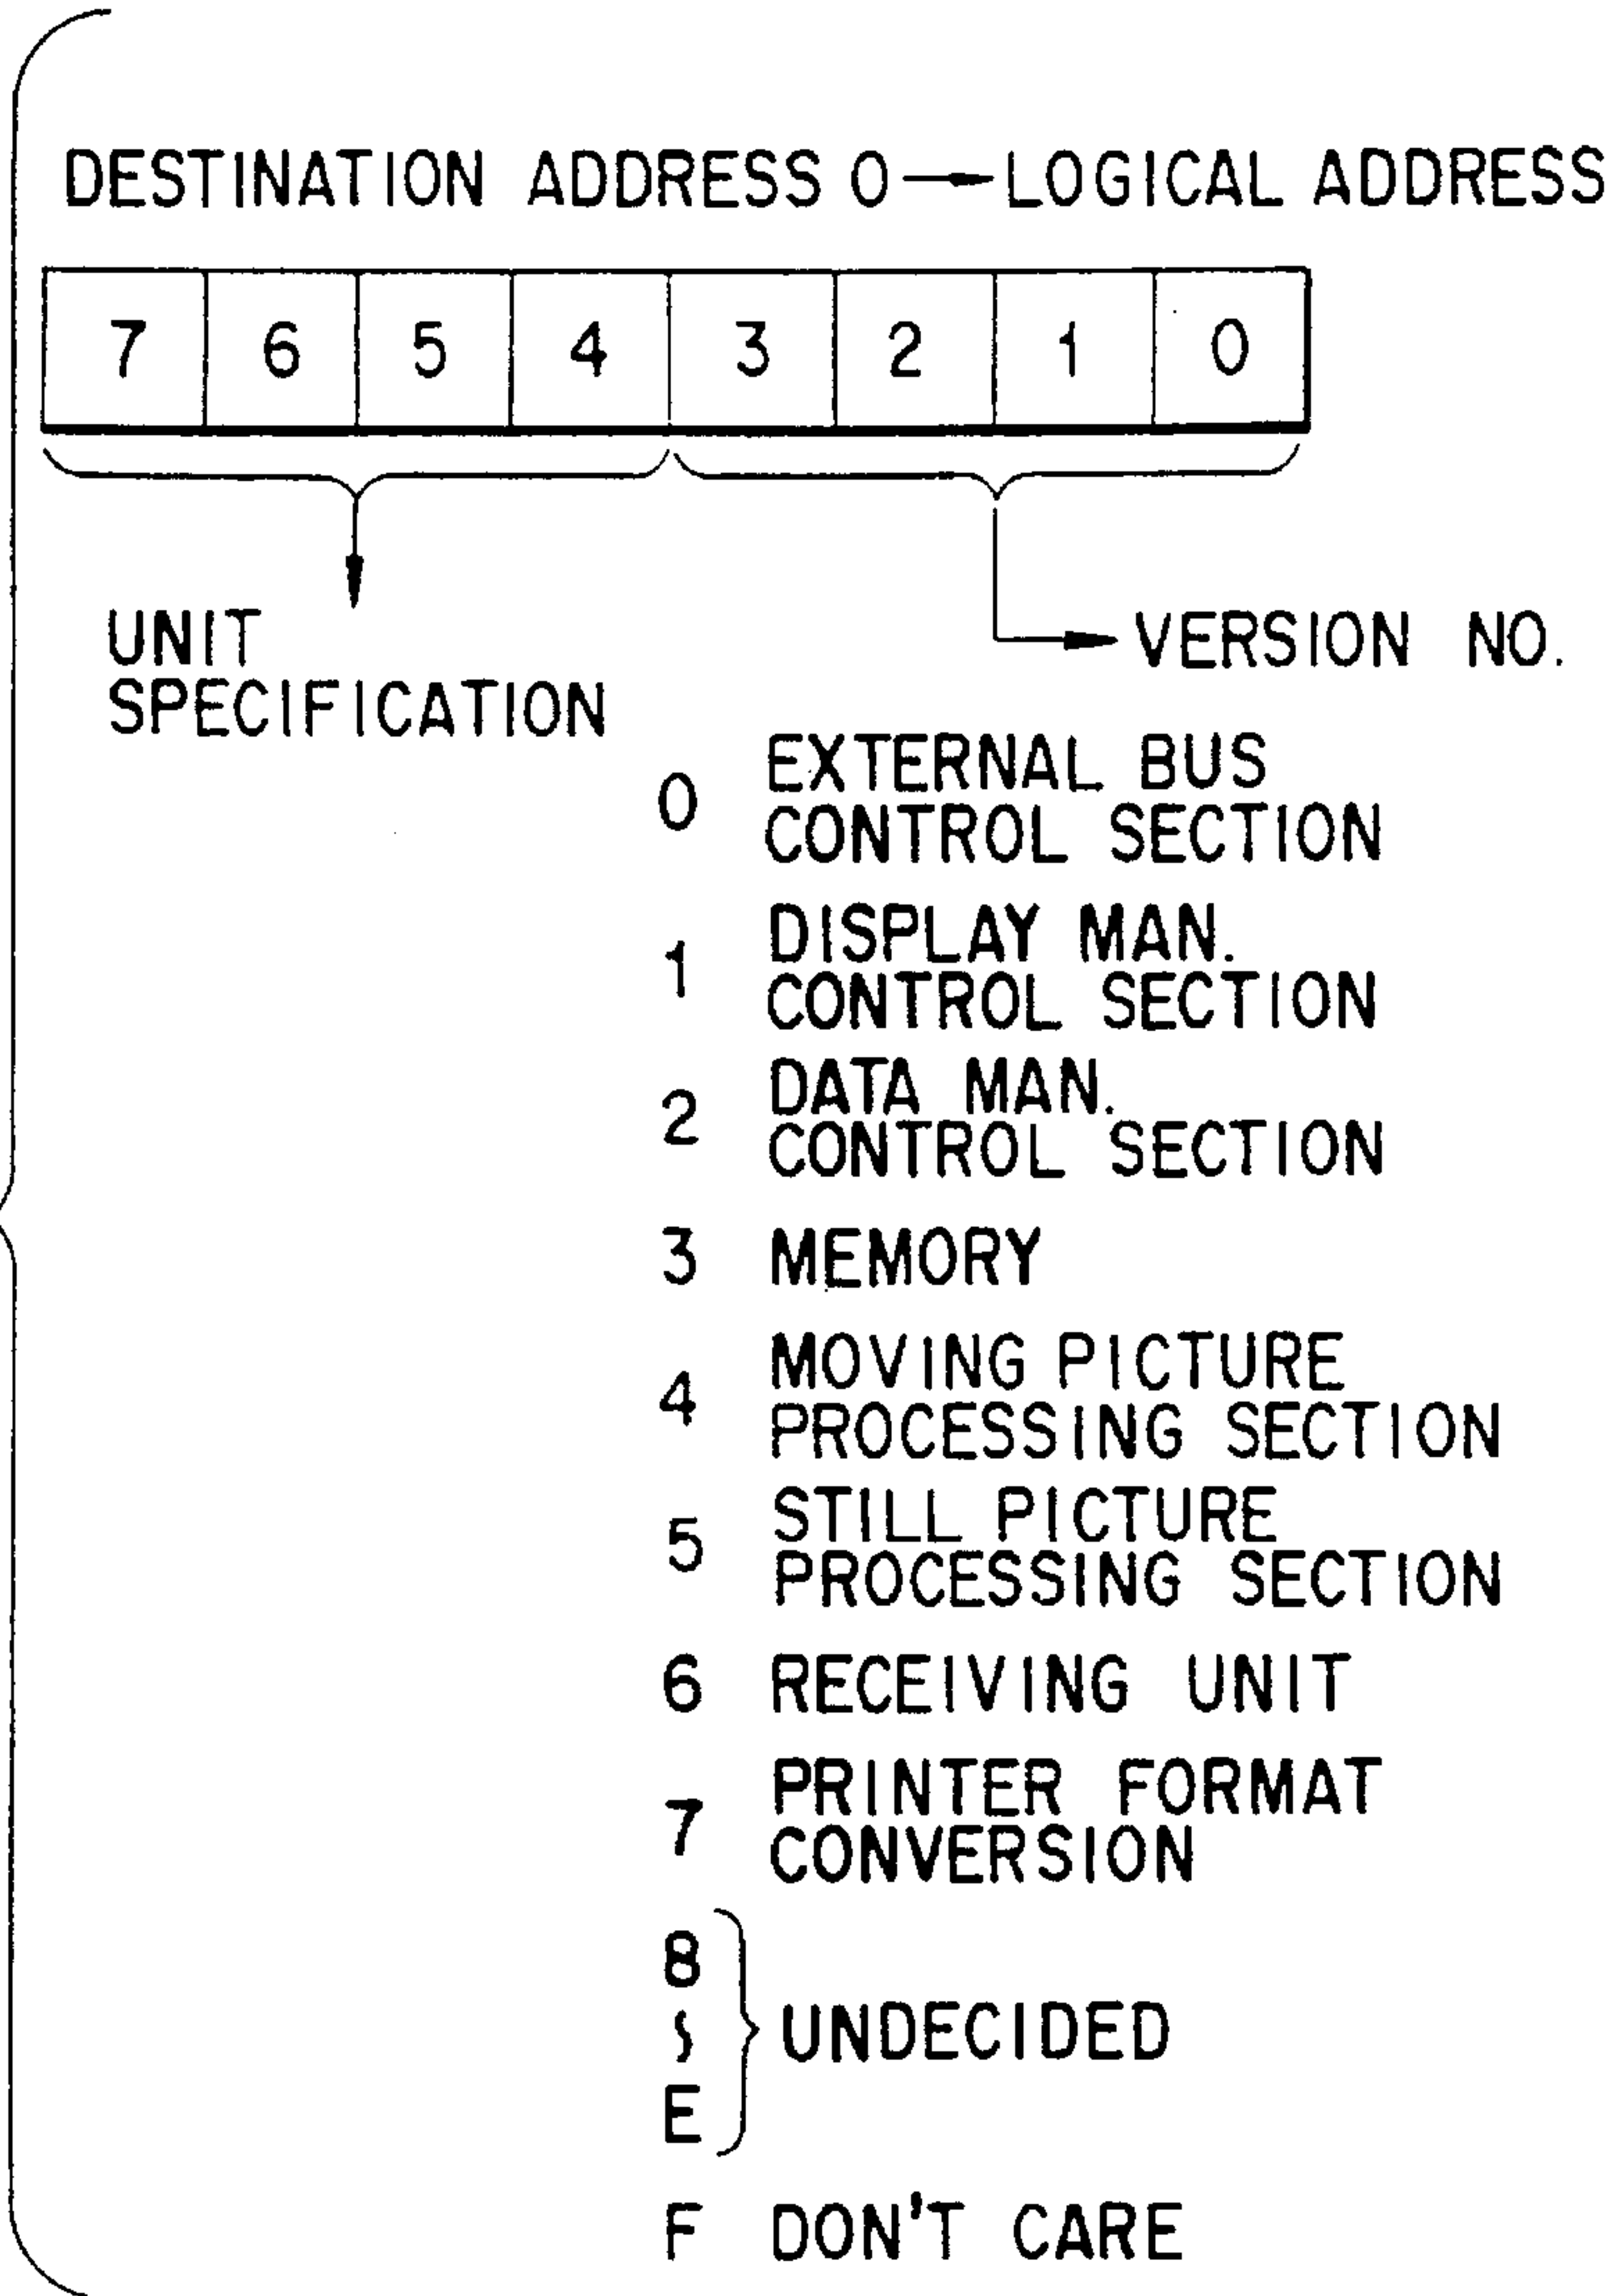 DESTINATION ADDRESS 0 → LOGICAL ADDRESS
7 6 5 4 3 2 1 0
UNIT
SPECIFICATION
VERSION NO.
0 EXTERNAL BUS
CONTROL SECTION
1 DISPLAY MAN.
CONTROL SECTION
2 DATA MAN.
CONTROL SECTION
3 MEMORY
4 MOVING PICTURE
PROCESSING SECTION
5 STILL PICTURE
PROCESSING SECTION
6 RECEIVING UNIT
7 PRINTER FORMAT
CONVERSION
8
~
E
UNDECIDED
F DON'T CARE